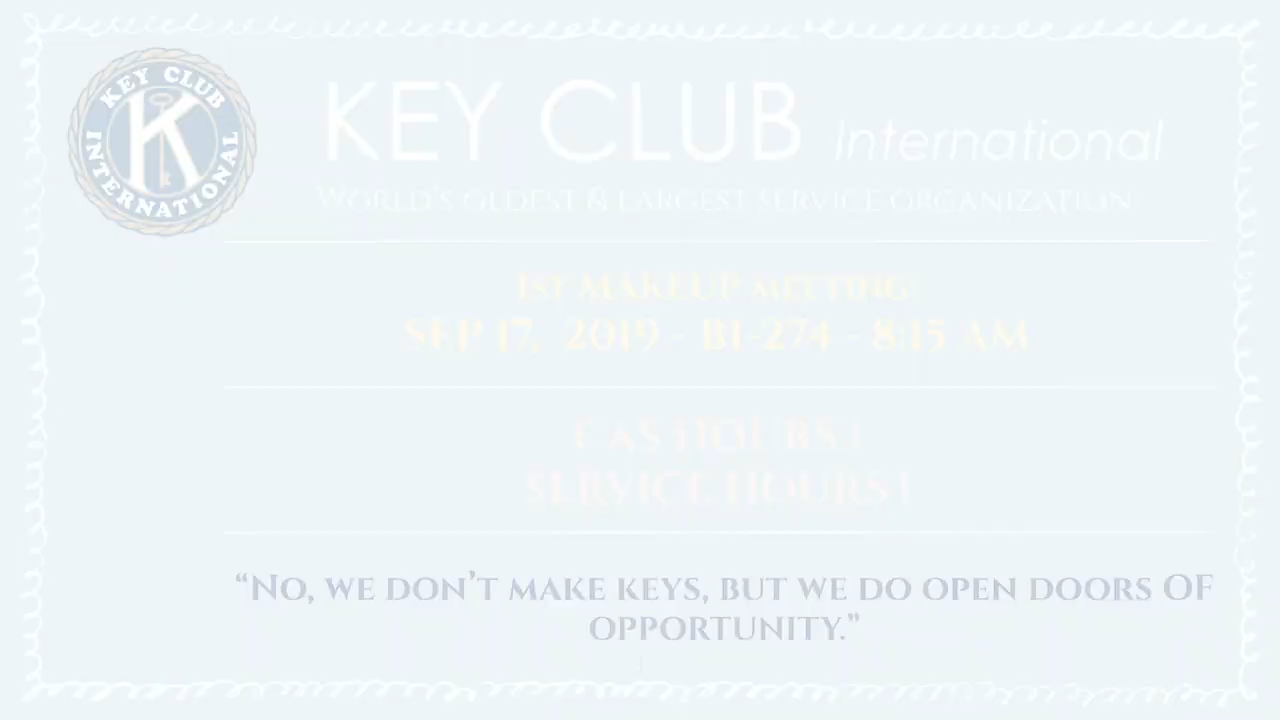 KEY CLUB INTERNATIONAL
K
KEY CLUB International
WORLD'S OLDEST & LARGEST SERVICE ORGANIZATION
1ST MAKEUP MEETING:
SEP 17, 2019 - B1-274 - 8:15 AM
CAS HOURS!
SERVICE HOURS!
“NO, WE DON’T MAKE KEYS, BUT WE DO OPEN DOORS OF
OPPORTUNITY.”